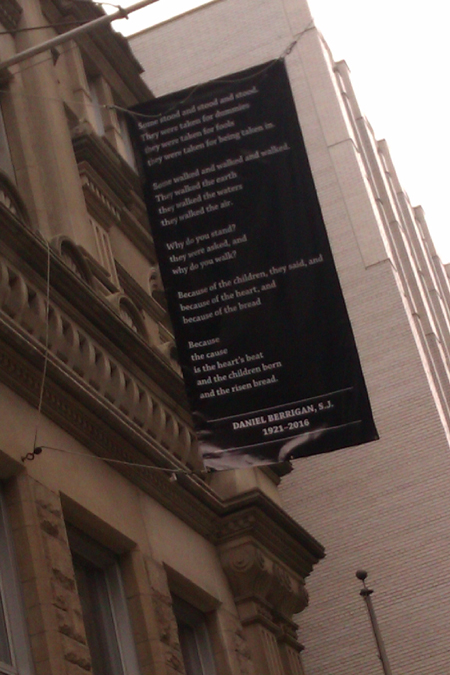 Some stood and stood and stood.
They were taken for dummies
they were taken for fools
they were taken for being taken in.
Some walked and walked and walked.
They walked the earth
they walked the waters
they walked the air.
Why do you stand?
they were asked, and
why do you walk?
Because of the children, they said, and
because of the heart, and
because of the bread
Because
the cause
is the heart's beat
and the children born
and the risen bread.
DANIEL BERRIGAN, S.J.
1921-2016